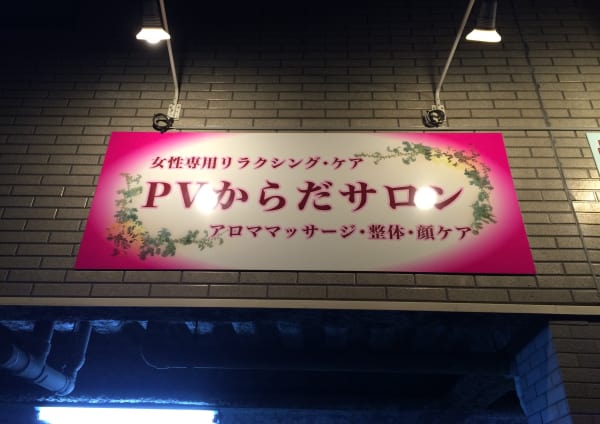 女性専用リラクシング・ケア
PVからだサロン
アロママッサージ・整体・顔ケア